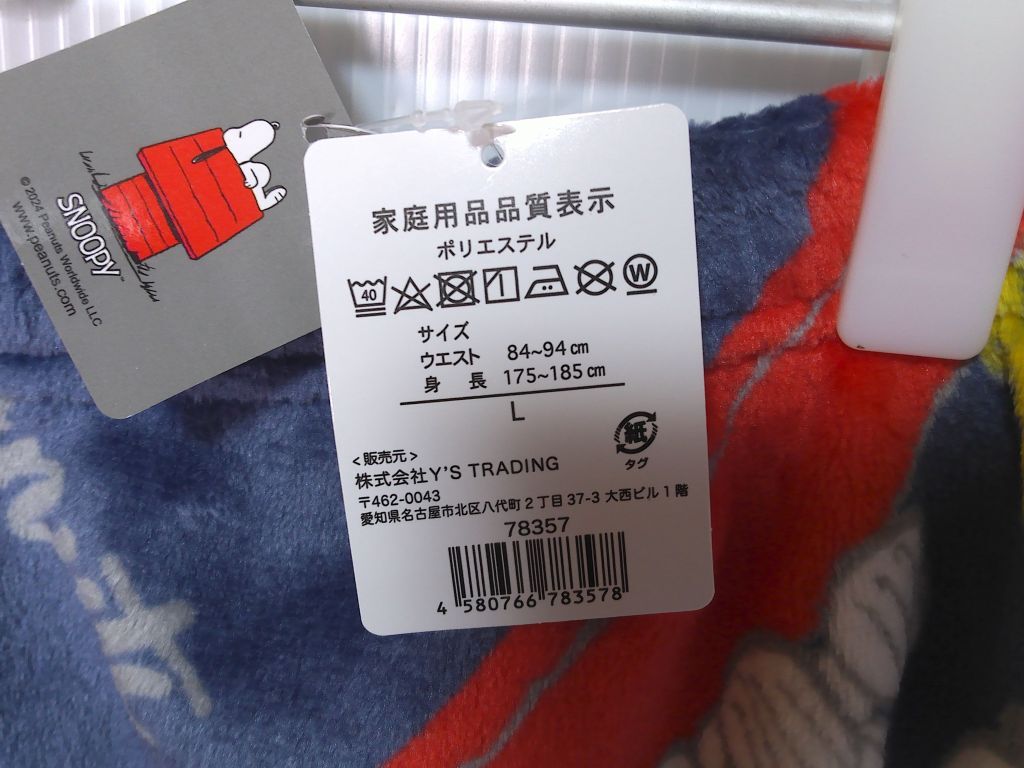 SNOOPY
© 2024 Peanuts Worldwide LLC
www.peanuts.com
家庭用品品質表示
ポリエステル
40
W
サイズ
ウエスト 84~94㎝
身 長 175~185㎝
L
紙
タグ
<販売元>
株式会社Y'S TRADING
〒462-0043
愛知県名古屋市北区八代町2丁目37-3 大西ビル1階
78357
4 580766 783578